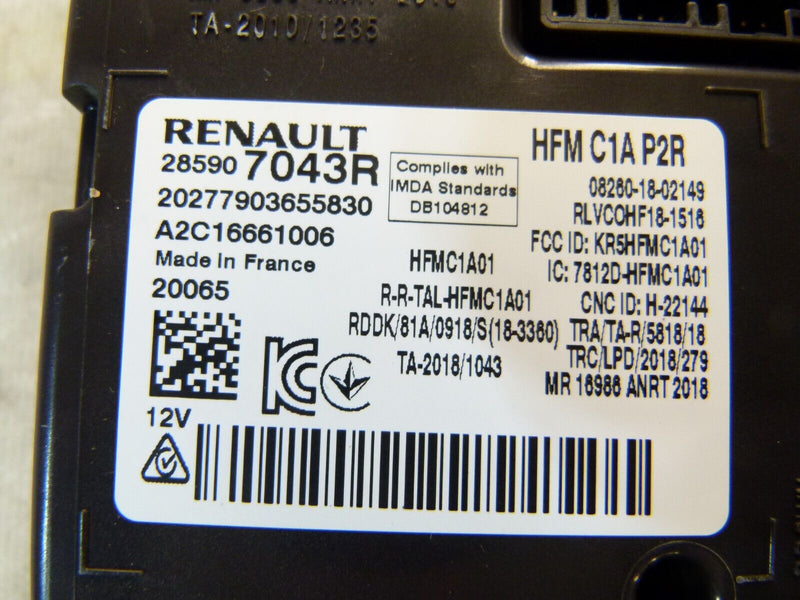 TA-2010/1235
RENAULT
285907043R
20277903655830
A2C16661006
Made in France
20065
12V
Complies with
IMDA Standards
DB104812
HFMC1A01
R-R-TAL-HFMC1A01
RDDK/81A/0918/S(18-3360)
TA-2018/1043
HFM C1A P2R
08260-18-02149
RLVCOHF18-1516
FCC ID: KR5HFMC1A01
IC: 7812D-HFMC1A01
CNC ID: H-22144
TRA/TA-R/5818/18
TRC/LPD/2018/279
MR 16986 ANRT 2018